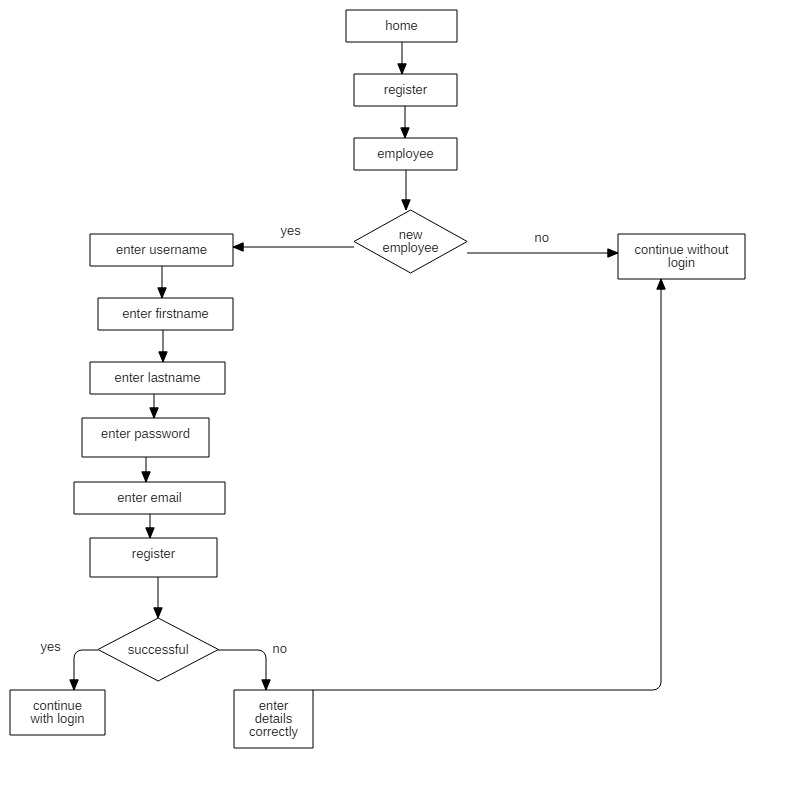 home
register
employee
new
employee
yes
no
enter username
continue without
login
enter firstname
enter lastname
enter password
enter email
register
successful
yes
no
continue
with login
enter
details
correctly